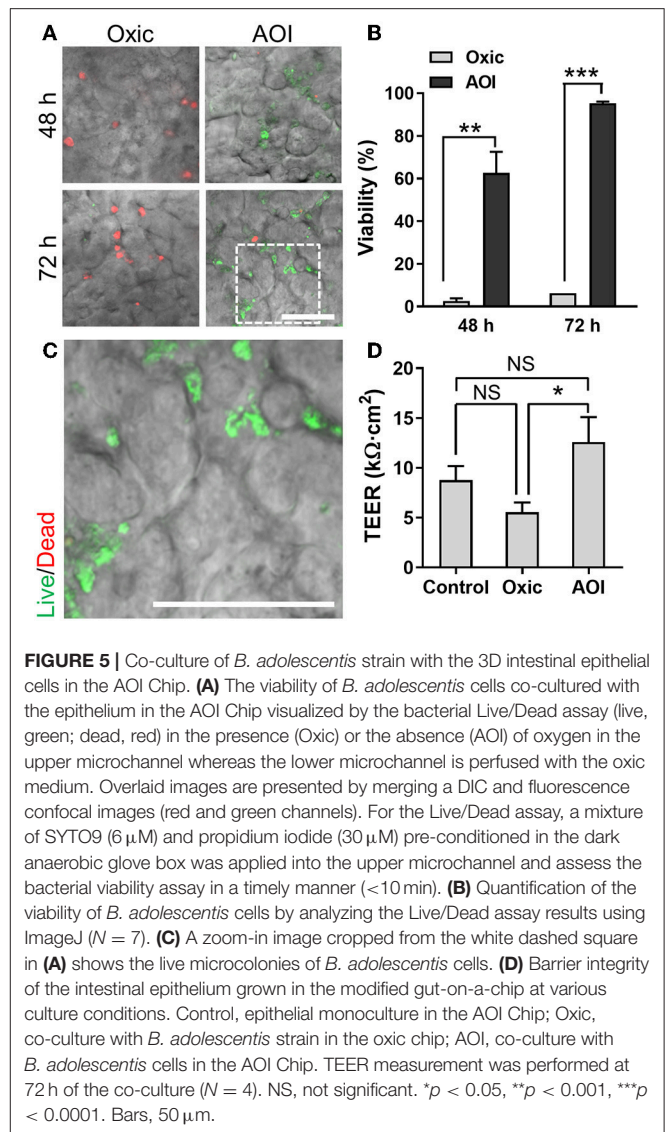 A
Oxic
AOI
48 h
72 h
B
Oxic
AOI
Viability (%)
100
80
60
40
20
0
**
***
48 h
72 h
C
Live/Dead
D
TEER (kΩ·cm²)
20
15
10
5
0
NS
NS
*
Control
Oxic
AOI
FIGURE 5 | Co-culture of B. adolescentis strain with the 3D intestinal epithelial
cells in the AOI Chip. (A) The viability of B. adolescentis cells co-cultured with
the epithelium in the AOI Chip visualized by the bacterial Live/Dead assay (live,
green; dead, red) in the presence (Oxic) or the absence (AOI) of oxygen in the
upper microchannel whereas the lower microchannel is perfused with the oxic
medium. Overlaid images are presented by merging a DIC and fluorescence
confocal images (red and green channels). For the Live/Dead assay, a mixture
of SYTO9 (6 μM) and propidium iodide (30 μM) pre-conditioned in the dark
anaerobic glove box was applied into the upper microchannel and assess the
bacterial viability assay in a timely manner (<10 min). (B) Quantification of the
viability of B. adolescentis cells by analyzing the Live/Dead assay results using
ImageJ (N = 7). (C) A zoom-in image cropped from the white dashed square
in (A) shows the live microcolonies of B. adolescentis cells. (D) Barrier integrity
of the intestinal epithelium grown in the modified gut-on-a-chip at various
culture conditions. Control, epithelial monoculture in the AOI Chip; Oxic,
co-culture with B. adolescentis strain in the oxic chip; AOI, co-culture with
B. adolescentis cells in the AOI Chip. TEER measurement was performed at
72 h of the co-culture (N = 4). NS, not significant. *p < 0.05, **p < 0.001, ***p
< 0.0001. Bars, 50 μm.